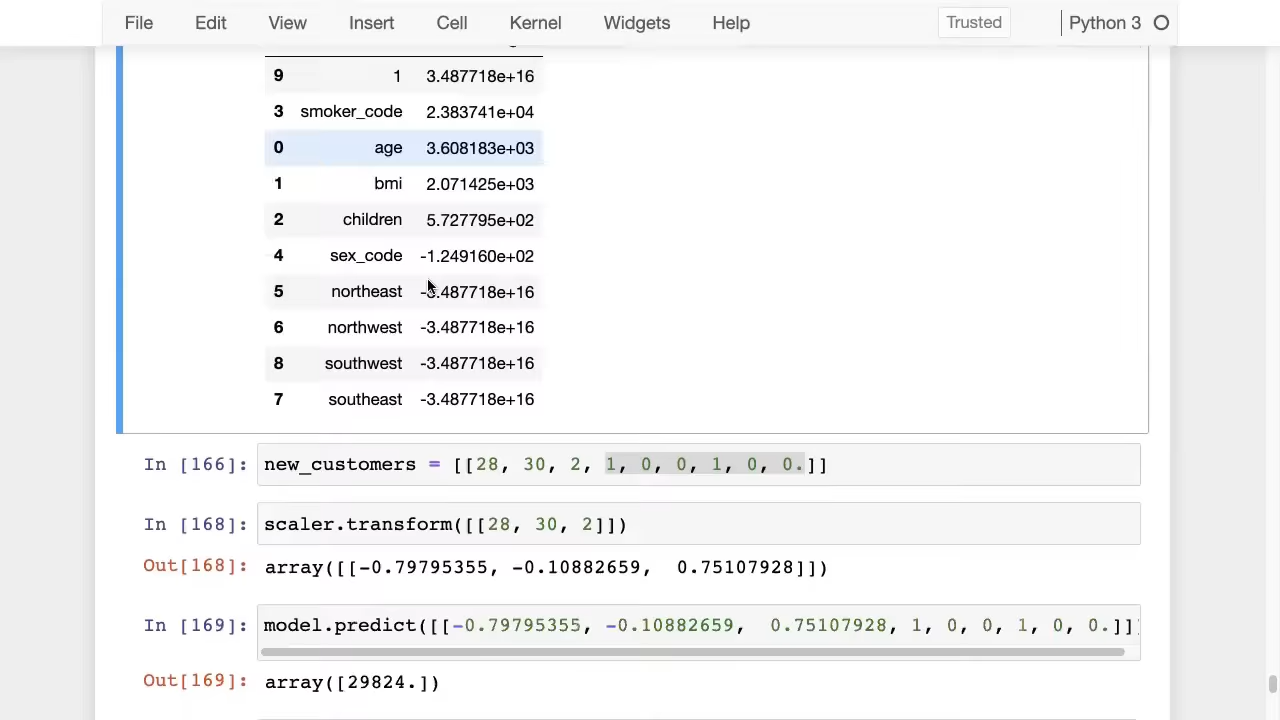 File Edit View Insert Cell Kernel Widgets Help Trusted Python 3
9 1 3.487718e+16
3 smoker_code 2.383741e+04
0 age 3.608183e+03
1 bmi 2.071425e+03
2 children 5.727795e+02
4 sex_code -1.249160e+02
5 northeast -3.487718e+16
6 northwest -3.487718e+16
8 southwest -3.487718e+16
7 southeast -3.487718e+16
In [166]: new_customers = [[28, 30, 2, 1, 0, 0, 1, 0, 0.]]
In [168]: scaler.transform([[28, 30, 2]])
Out[168]: array([[-0.79795355, -0.10882659, 0.75107928]])
In [169]: model.predict([[-0.79795355, -0.10882659, 0.75107928, 1, 0, 0, 1, 0, 0.]]
Out[169]: array([29824.])